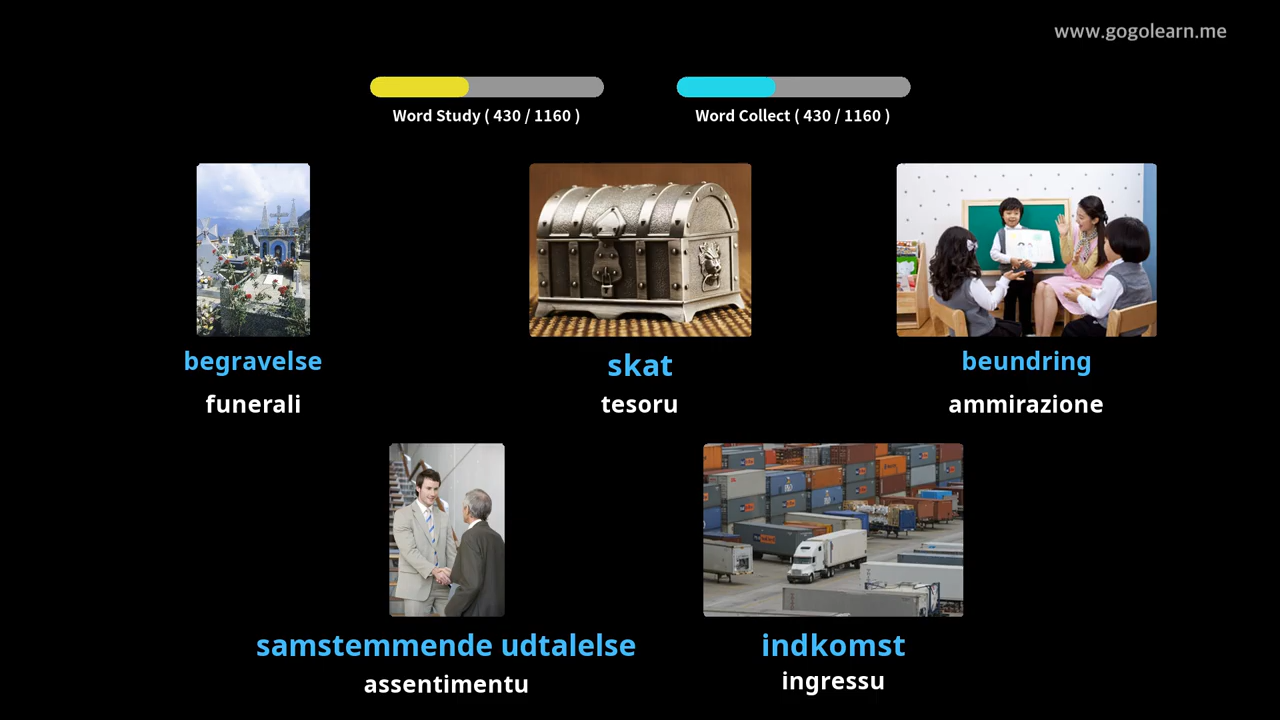 www.gogolearn.me
Word Study ( 430 / 1160 )
Word Collect ( 430 / 1160 )
begravelse
funerali
skat
tesoru
beundring
ammirazione
samstemmende udtalelse
assentimentu
indkomst
ingressu